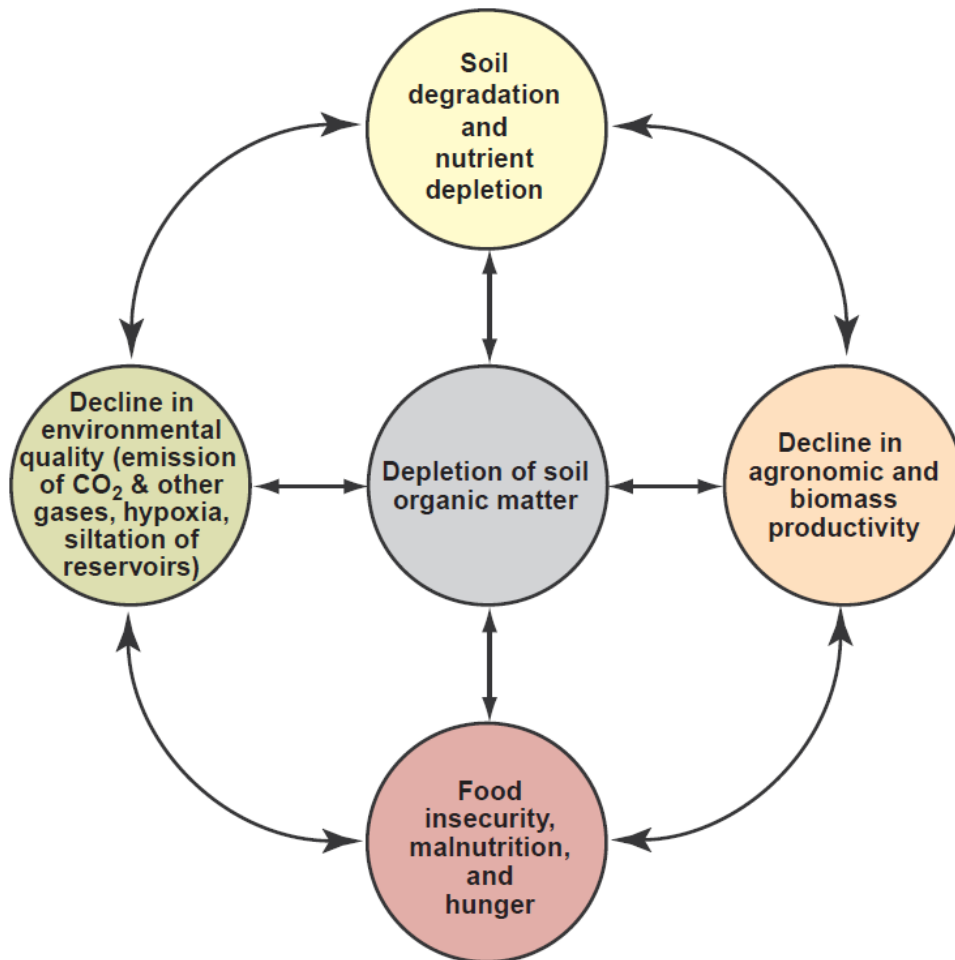 Soil
degradation
and
nutrient
depletion
Decline in
environmental
quality (emission
of CO₂ & other
gases, hypoxia,
siltation of
reservoirs)
Depletion of soil
organic matter
Decline in
agronomic and
biomass
productivity
Food
insecurity,
malnutrition,
and
hunger